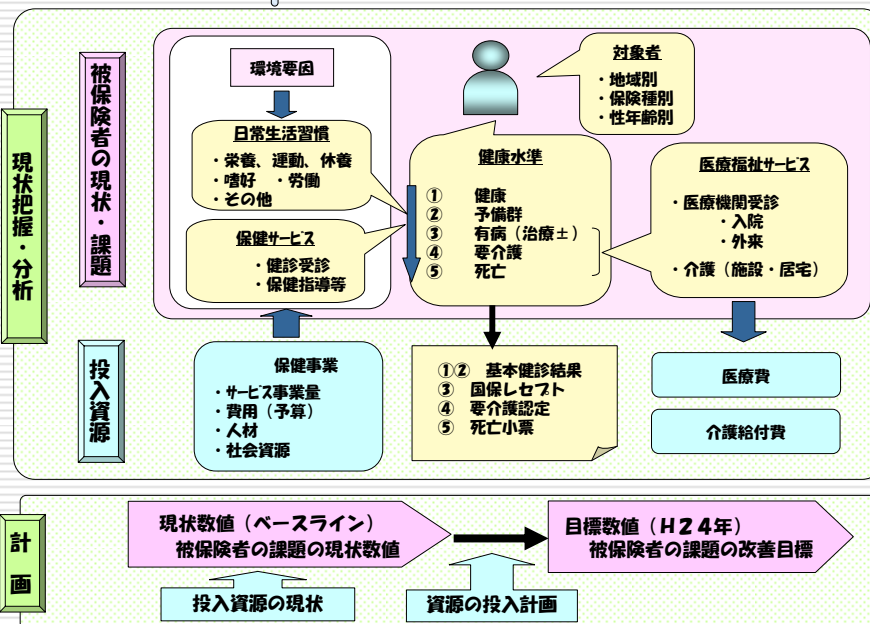 現状把握・分析
被保険者の現状・課題
環境要因
日常生活習慣
・栄養、運動、休養
・嗜好 ・労働
・その他
保健サービス
・健診受診
・保健指導等
対象者
・地域別
・保険種別
・性年齢別
健康水準
① 健康
② 予備群
③ 有病(治療±)
④ 要介護
⑤ 死亡
医療福祉サービス
・医療機関受診
・入院
・外来
・介護(施設・居宅)
投入資源
保健事業
・サービス事業量
・費用(予算)
・人材
・社会資源
①② 基本健診結果
③ 国保レセプト
④ 要介護認定
⑤ 死亡小票
医療費
介護給付費
計画
現状数値(ベースライン)
被保険者の課題の現状数値
目標数値(H24年)
被保険者の課題の改善目標
投入資源の現状
資源の投入計画